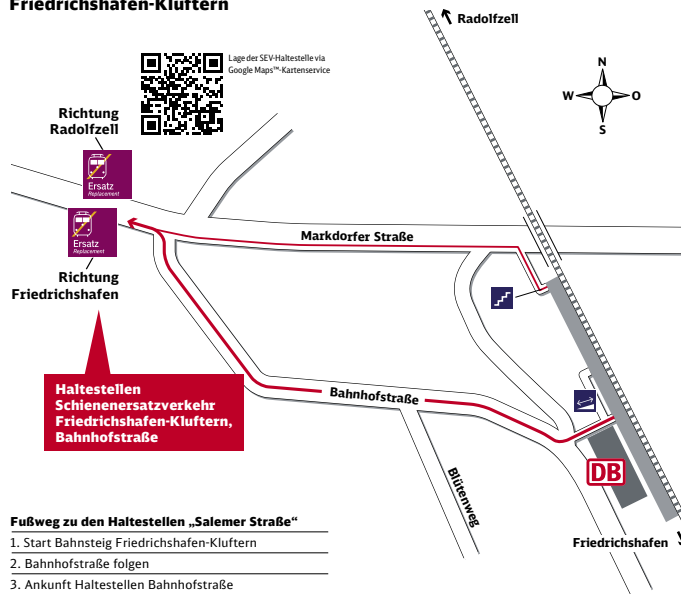 Friedrichshafen-Kluftern
Radolfzell
Lage der SEV-Haltestelle via
Google Maps™-Kartenservice
N
W
O
S
Richtung
Radolfzell
Ersatz
Replacement
Ersatz
Replacement
Markdorfer Straße
Richtung
Friedrichshafen
Haltestellen
Schienenersatzverkehr
Friedrichshafen-Kluftern,
Bahnhofstraße
Bahnhofstraße
Blütenweg
DB
Friedrichshafen
Fußweg zu den Haltestellen „Salemer Straße“
1. Start Bahnsteig Friedrichshafen-Kluftern
2. Bahnhofstraße folgen
3. Ankunft Haltestellen Bahnhofstraße